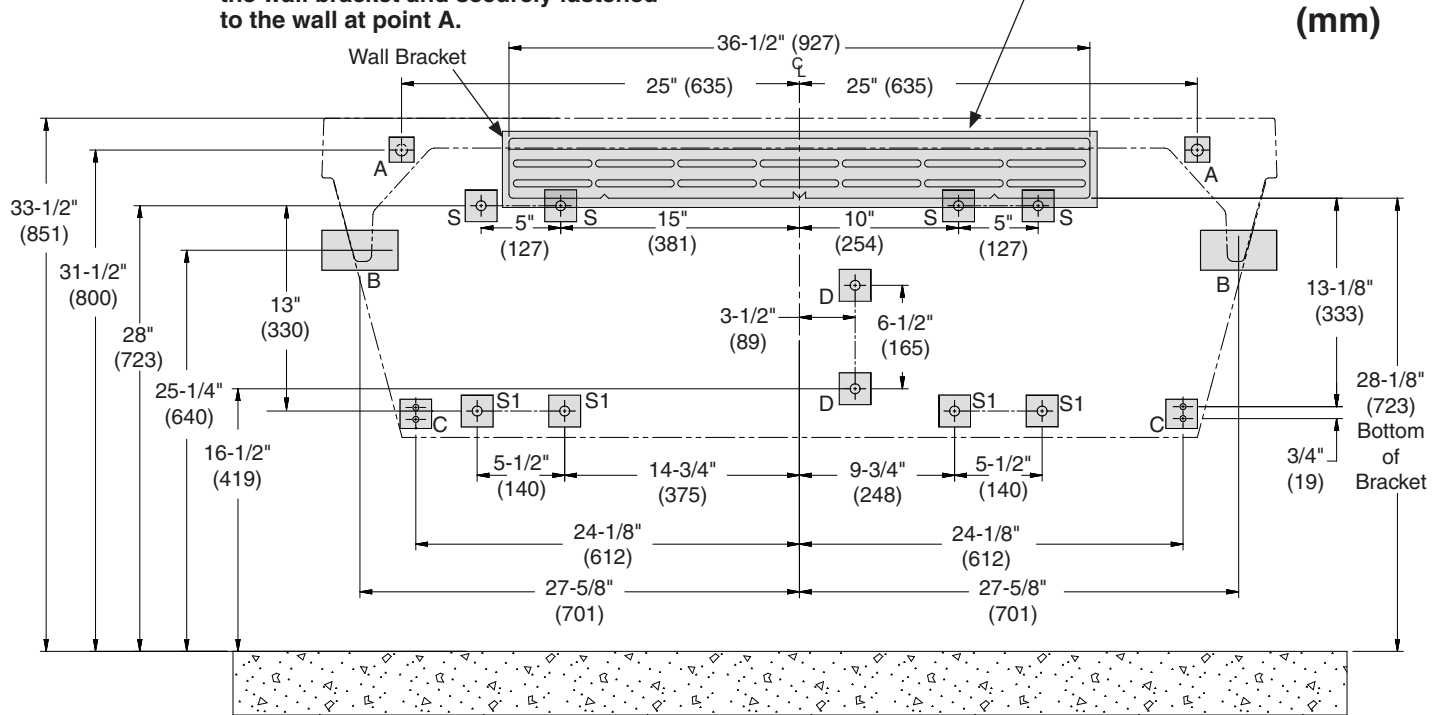 the wall bracket and securely fastened
to the wall at point A.
(mm)
36-1/2" (927)
Wall Bracket
CL
25" (635)
25" (635)
A
A
S
S
S
S
5"
(127)
15"
(381)
10"
(254)
5"
(127)
33-1/2"
(851)
31-1/2"
(800)
28"
(723)
25-1/4"
(640)
16-1/2"
(419)
B
B
13"
(330)
D
3-1/2"
(89)
6-1/2"
(165)
D
13-1/8"
(333)
28-1/8"
(723)
Bottom
of
Bracket
3/4"
(19)
C
S1
S1
S1
S1
C
5-1/2"
(140)
14-3/4"
(375)
9-3/4"
(248)
5-1/2"
(140)
24-1/8"
(612)
24-1/8"
(612)
27-5/8"
(701)
27-5/8"
(701)